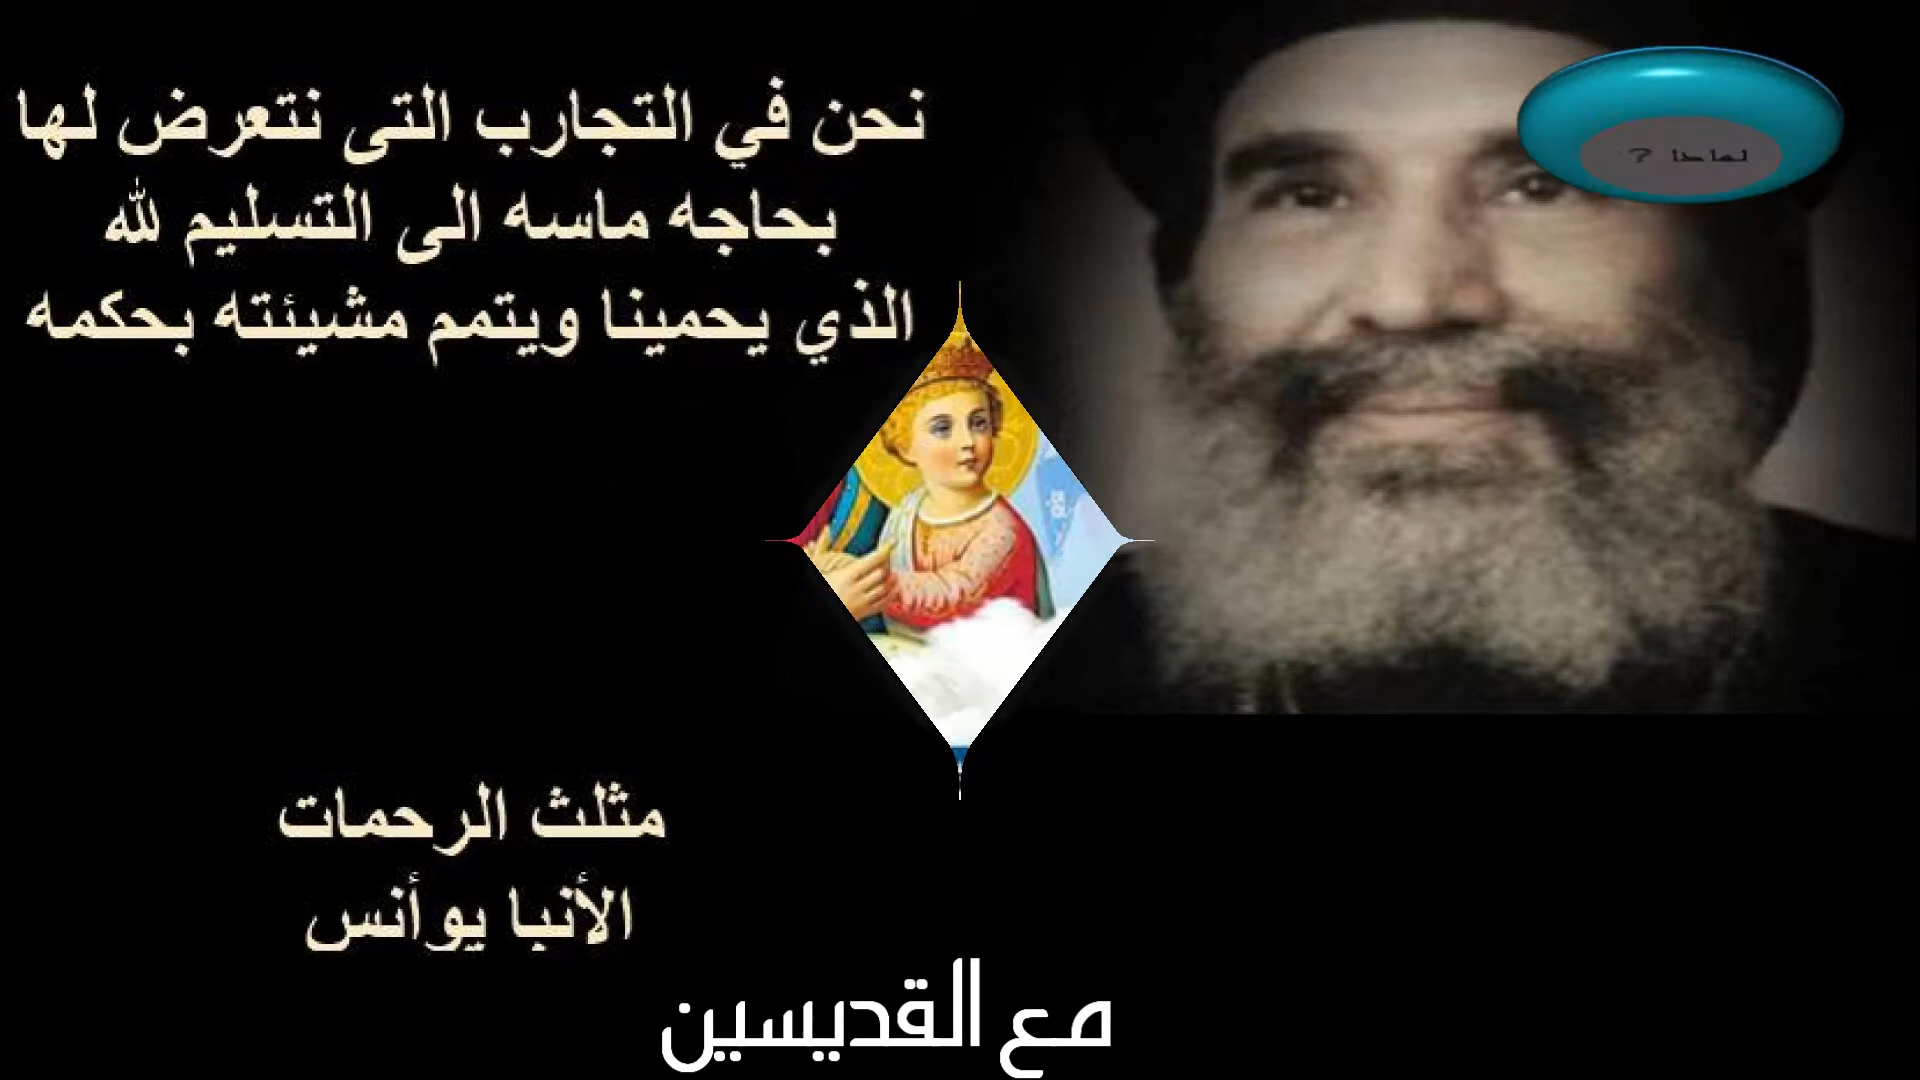 نحن في التجارب التى نتعرض لها
بحاجه ماسه الى التسليم لله
الذي يحمينا ويتمم مشيئته بحكمه
لماذا ?
مثلث الرحمات
الأنبا يوأنس
مع القديسين